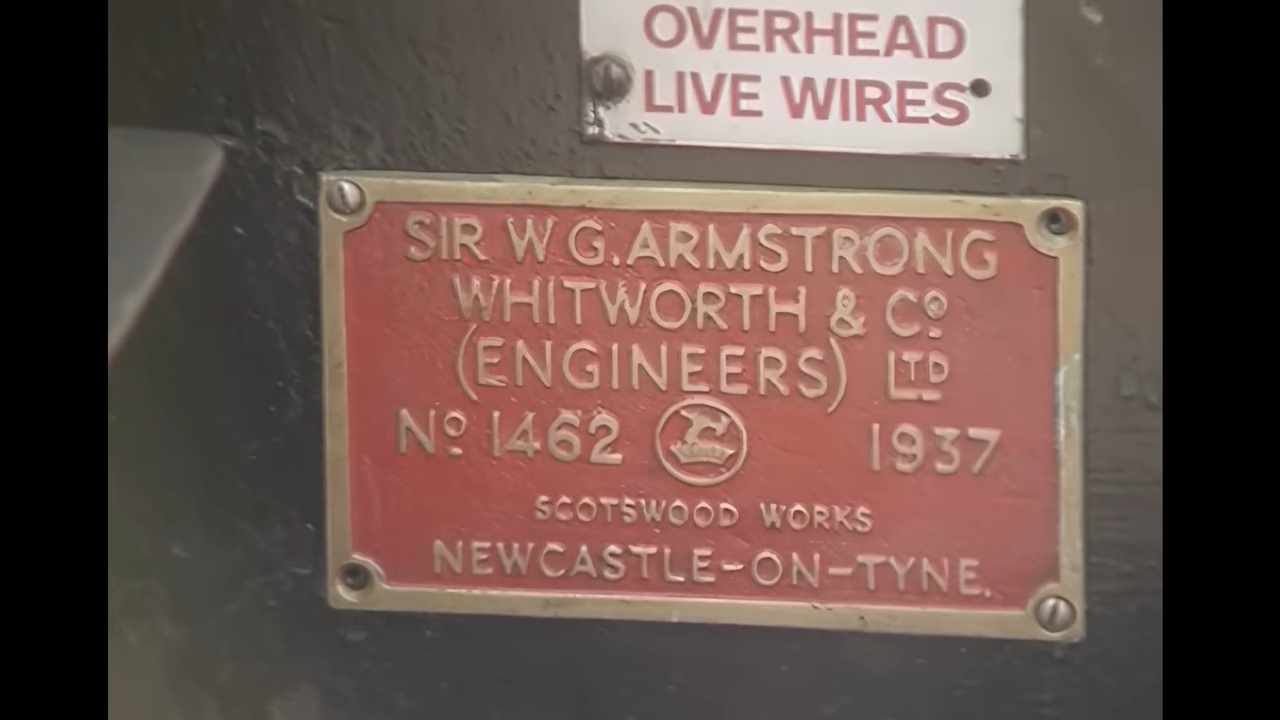 OVERHEAD
LIVE WIRES
SIR W.G. ARMSTRONG
WHITWORTH & Cº
(ENGINEERS) LTD
Nº 1462 1937
SCOTSWOOD WORKS
NEWCASTLE-ON-TYNE.